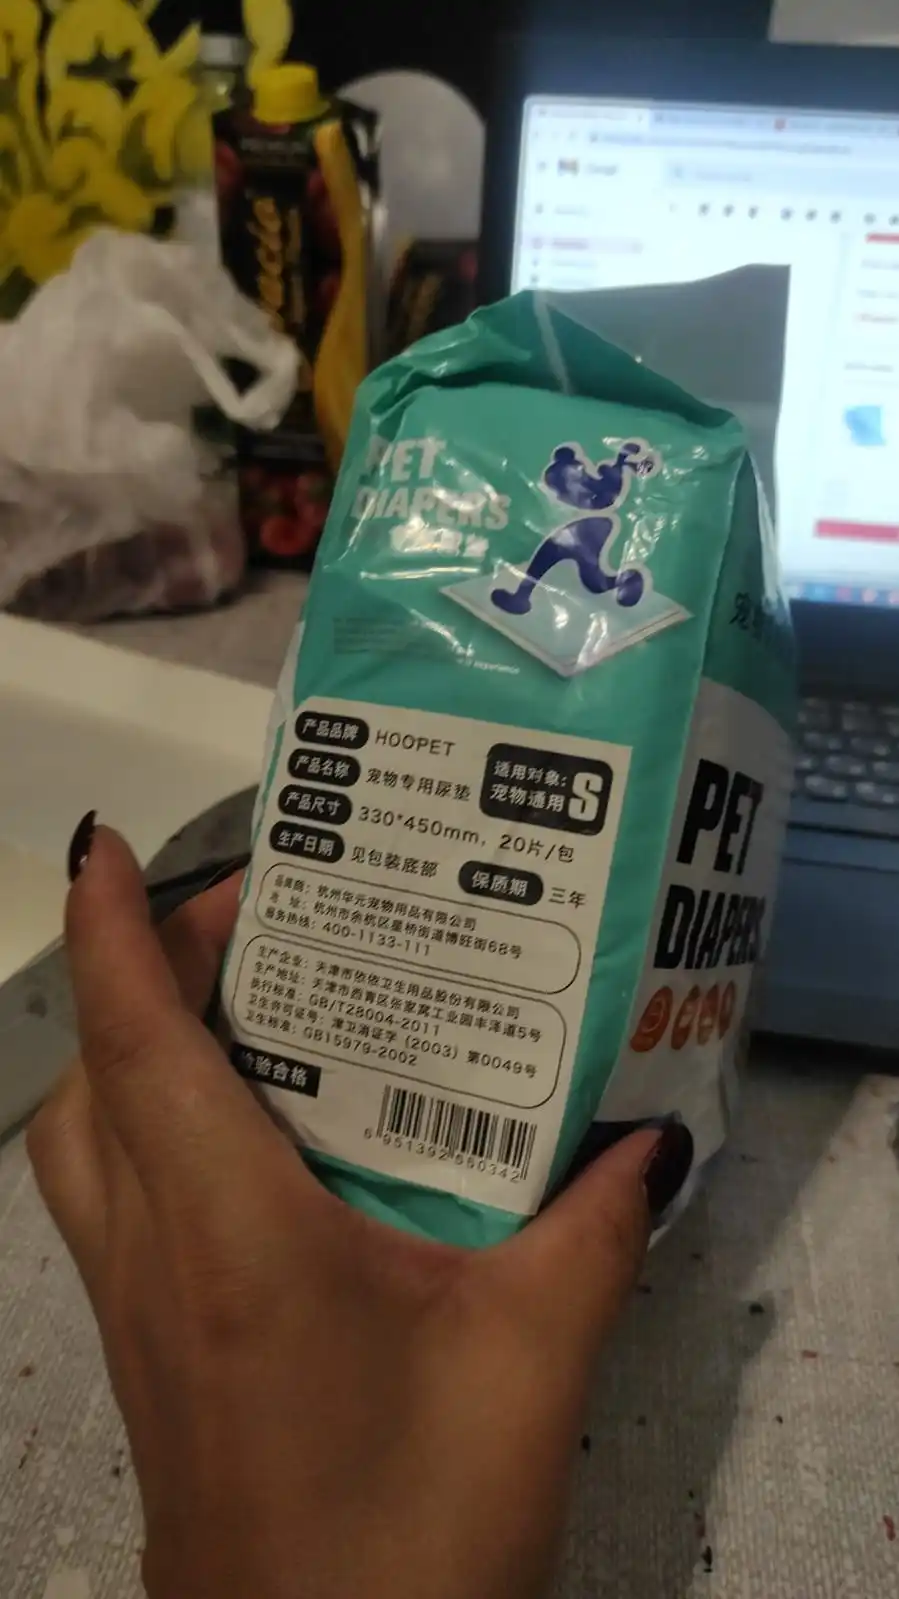 PET
DIAPERS
experience
产品品牌 HOOPET
产品名称 宠物专用尿垫
适用对象:
宠物通用 S
产品尺寸 330*450mm, 20片/包
生产日期 见包装底部
保质期 三年
品牌商: 杭州华元宠物用品有限公司
地 址: 杭州市余杭区星桥街道博旺街68号
服务热线: 400-1133-111
生产企业: 天津市依依卫生用品股份有限公司
生产地址: 天津市西青区张家窝工业园丰泽道5号
执行标准: GB/T28004-2011
卫生许可证号: 津卫消证字 (2003) 第0049号
卫生标准: GB15979-2002
检验合格
6 951392 550342
宠
PET
DIAPERS